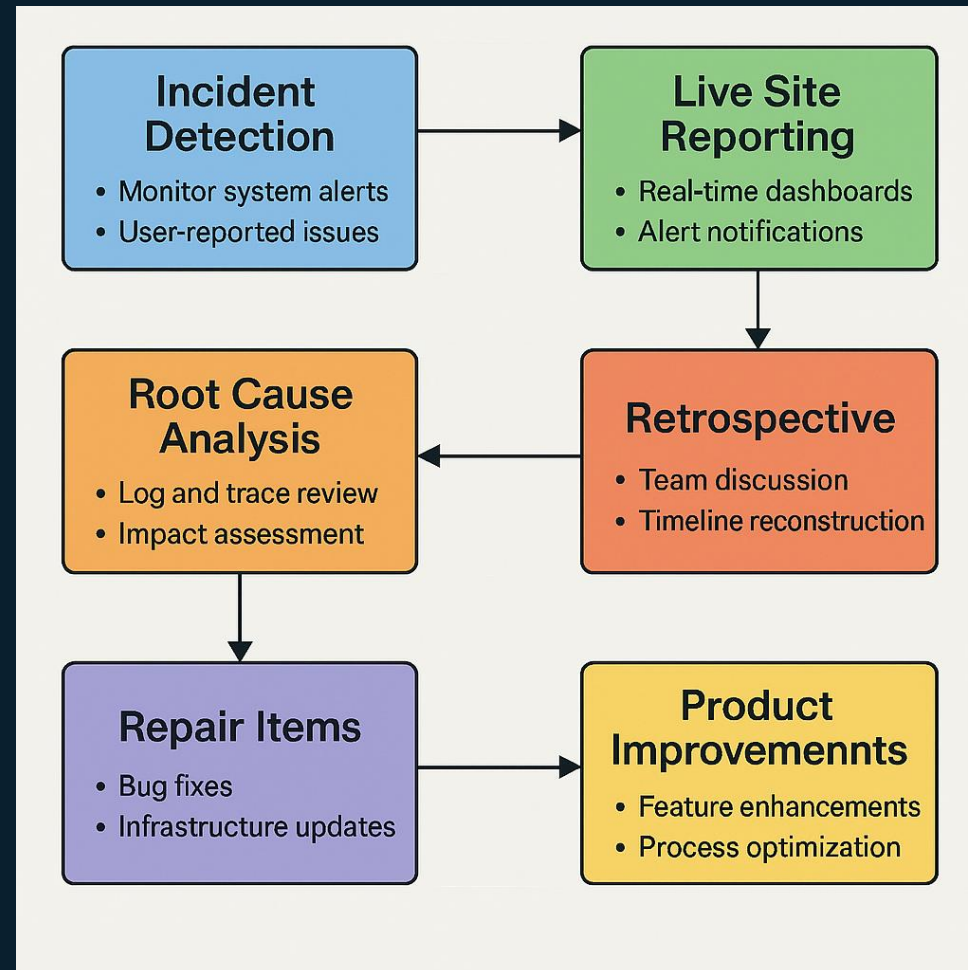 Incident
Detection
• Monitor system alerts
• User-reported issues
Live Site
Reporting
• Real-time dashboards
• Alert notifications
Retrospective
• Team discussion
• Timeline reconstruction
Root Cause
Analysis
• Log and trace review
• Impact assessment
Repair Items
• Bug fixes
• Infrastructure updates
Product
Improvemennts
• Feature enhancements
• Process optimization